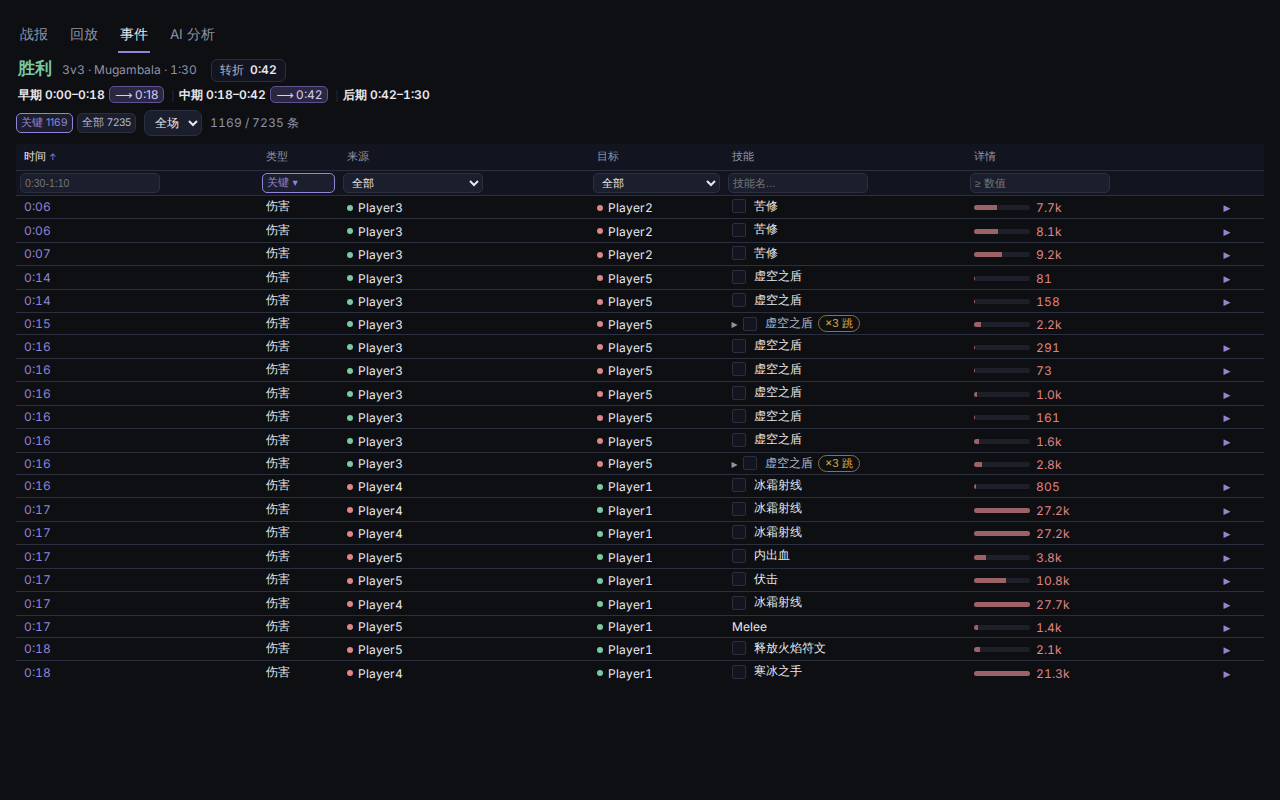 战报 回放 事件 AI 分析
胜利 3v3 · Mugambala · 1:30 转折 0:42
早期 0:00–0:18 ⟶ 0:18 | 中期 0:18–0:42 ⟶ 0:42 | 后期 0:42–1:30
关键 1169 全部 7235 全场 1169 / 7235 条
时间 ↑ 类型 来源 目标 技能 详情
0:30-1:10 关键 ▾ 全部 全部 技能名... ≥ 数值
0:06 伤害 Player3 Player2 苦修 7.7k ▶
0:06 伤害 Player3 Player2 苦修 8.1k ▶
0:07 伤害 Player3 Player2 苦修 9.2k ▶
0:14 伤害 Player3 Player5 虚空之盾 81 ▶
0:14 伤害 Player3 Player5 虚空之盾 158 ▶
0:15 伤害 Player3 Player5 ▶ 虚空之盾 ×3 跳 2.2k
0:16 伤害 Player3 Player5 虚空之盾 291 ▶
0:16 伤害 Player3 Player5 虚空之盾 73 ▶
0:16 伤害 Player3 Player5 虚空之盾 1.0k ▶
0:16 伤害 Player3 Player5 虚空之盾 161 ▶
0:16 伤害 Player3 Player5 虚空之盾 1.6k ▶
0:16 伤害 Player3 Player5 ▶ 虚空之盾 ×3 跳 2.8k
0:16 伤害 Player4 Player1 冰霜射线 805 ▶
0:17 伤害 Player4 Player1 冰霜射线 27.2k ▶
0:17 伤害 Player4 Player1 冰霜射线 27.2k ▶
0:17 伤害 Player5 Player1 内出血 3.8k ▶
0:17 伤害 Player5 Player1 伏击 10.8k ▶
0:17 伤害 Player4 Player1 冰霜射线 27.7k ▶
0:17 伤害 Player5 Player1 Melee 1.4k ▶
0:18 伤害 Player5 Player1 释放火焰符文 2.1k ▶
0:18 伤害 Player4 Player1 寒冰之手 21.3k ▶